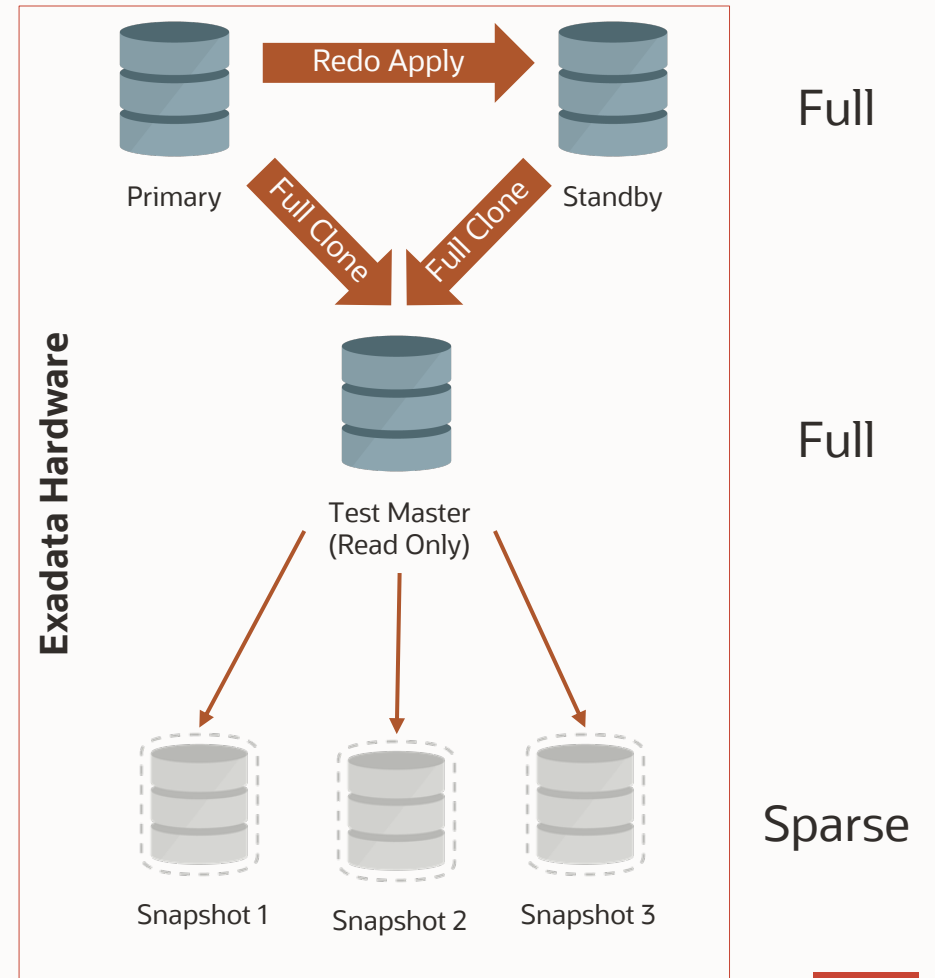 Redo Apply
Full
Primary
Full Clone
Full Clone
Standby
Exadata Hardware
Test Master
(Read Only)
Full
Sparse
Snapshot 1
Snapshot 2
Snapshot 3